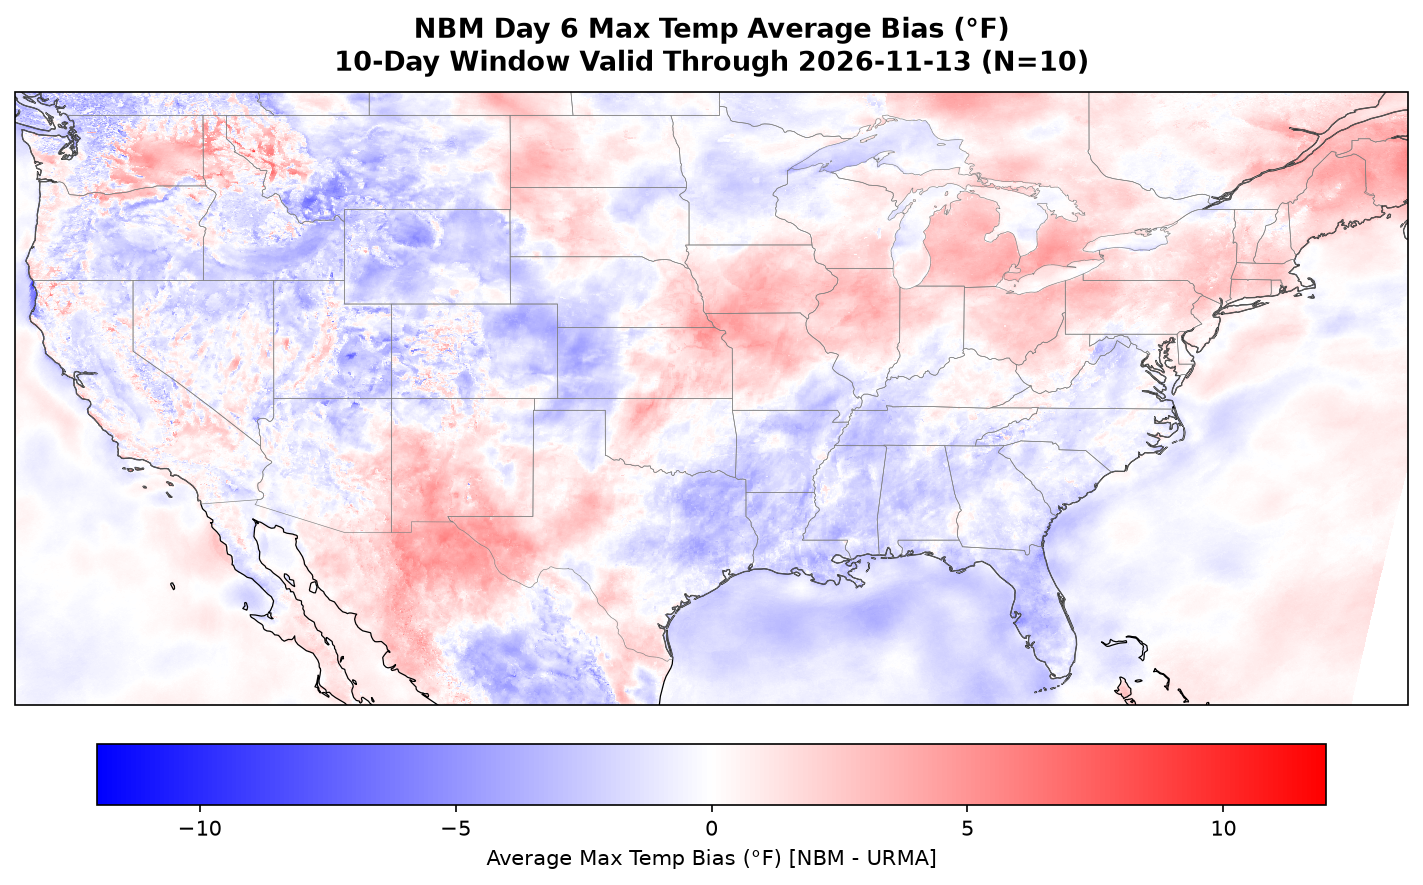 NBM Day 6 Max Temp Average Bias (°F)
10-Day Window Valid Through 2026-11-13 (N=10)
−10
−5
0
5
10
Average Max Temp Bias (°F) [NBM - URMA]